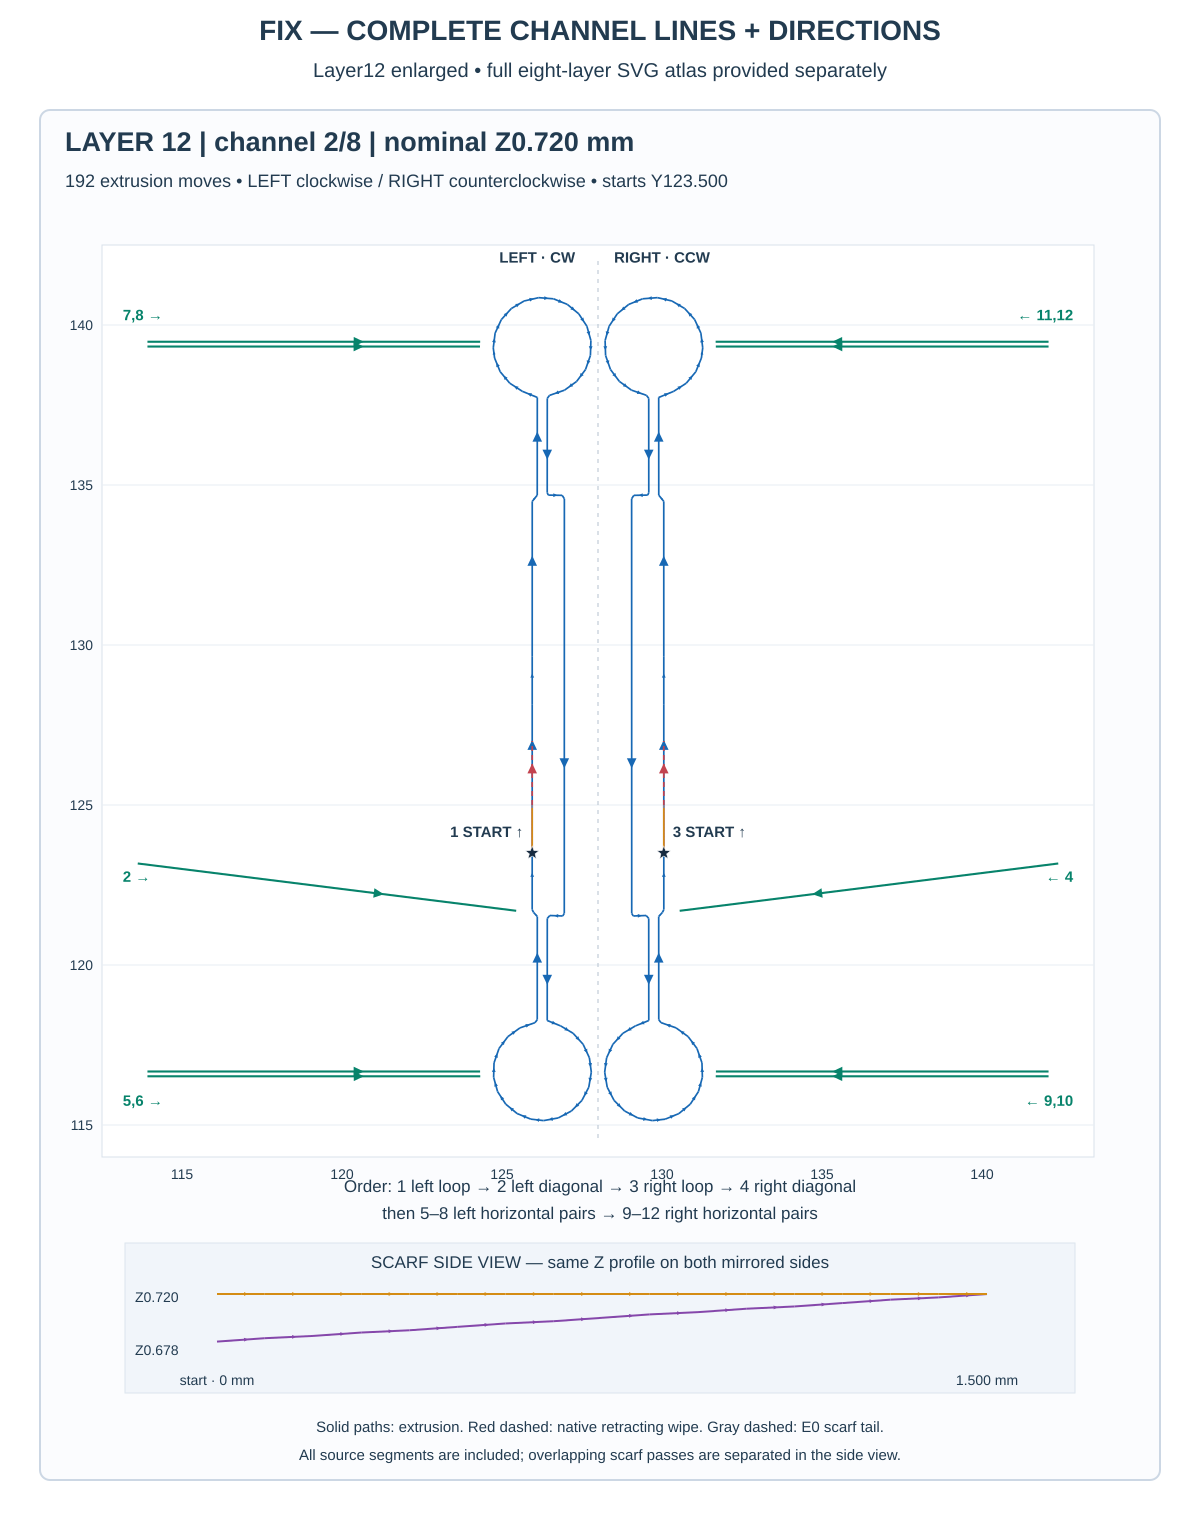 FIX — COMPLETE CHANNEL LINES + DIRECTIONS
Layer12 enlarged • full eight-layer SVG atlas provided separately
LAYER 12 | channel 2/8 | nominal Z0.720 mm
192 extrusion moves • LEFT clockwise / RIGHT counterclockwise • starts Y123.500
LEFT · CW
RIGHT · CCW
7,8 →
← 11,12
140
135
130
125
1 START ↑
3 START ↑
2 →
← 4
120
5,6 →
← 9,10
115
115
120
125
130
135
140
Order: 1 left loop → 2 left diagonal → 3 right loop → 4 right diagonal
then 5–8 left horizontal pairs → 9–12 right horizontal pairs
SCARF SIDE VIEW — same Z profile on both mirrored sides
Z0.720
Z0.678
start · 0 mm
1.500 mm
Solid paths: extrusion. Red dashed: native retracting wipe. Gray dashed: E0 scarf tail.
All source segments are included; overlapping scarf passes are separated in the side view.